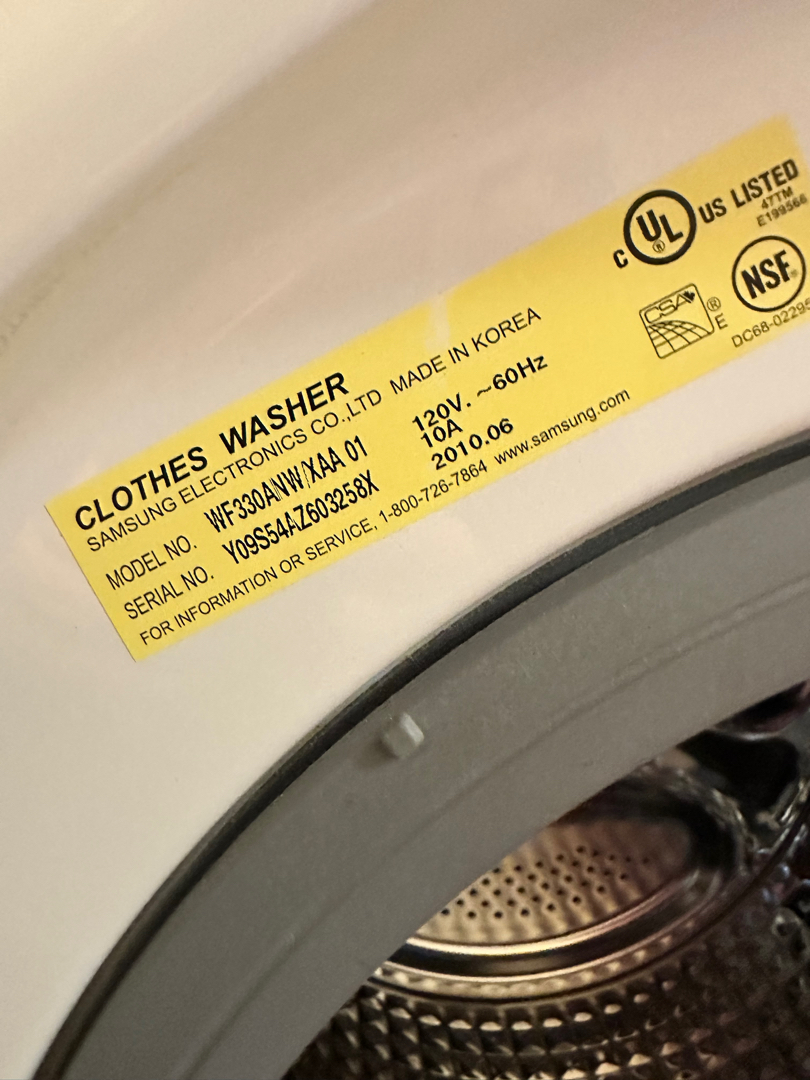 CLOTHES WASHER
SAMSUNG ELECTRONICS CO.,LTD MADE IN KOREA
MODEL NO. WF330ANW/XAA 01 120V. ~60Hz
10A
SERIAL NO. Y09S54AZ603258X 2010.06
FOR INFORMATION OR SERVICE, 1-800-726-7864 www.samsung.com
C UL ® US LISTED
47TM
E199566
CSA ® E
NSF®
DC68-02295